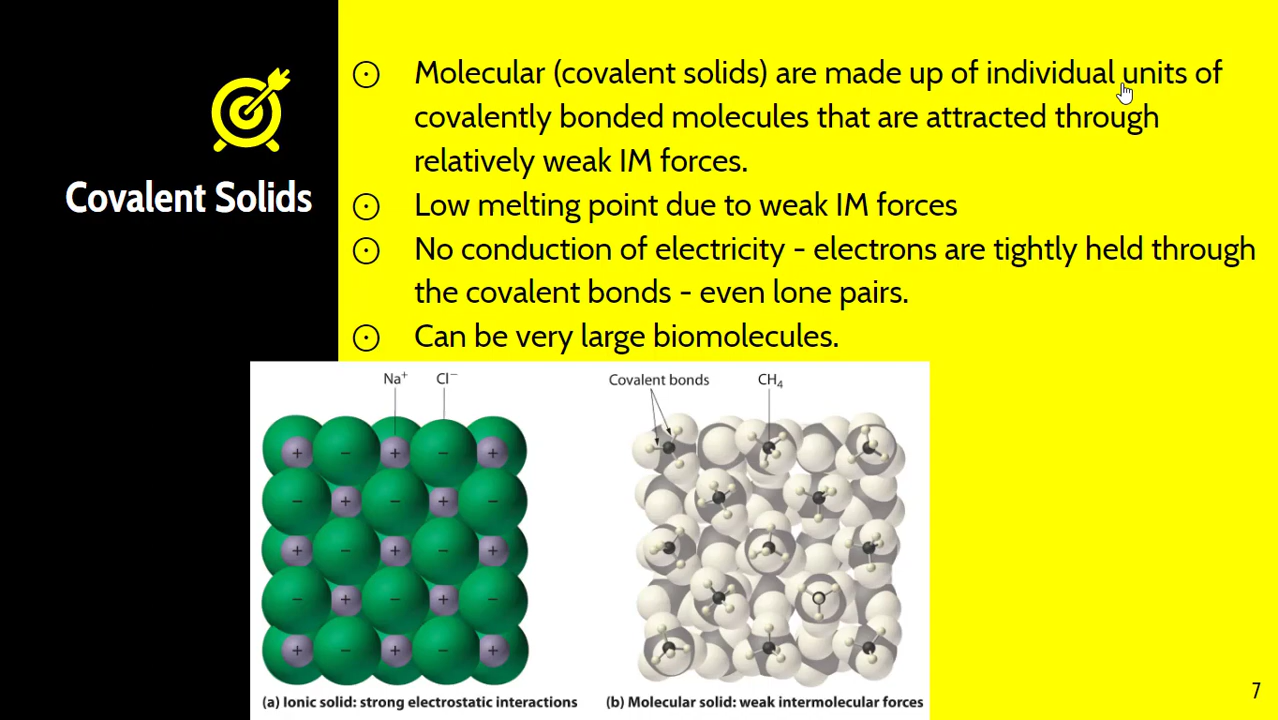 Covalent Solids
Molecular (covalent solids) are made up of individual units of
covalently bonded molecules that are attracted through
relatively weak IM forces.
Low melting point due to weak IM forces
No conduction of electricity - electrons are tightly held through
the covalent bonds - even lone pairs.
Can be very large biomolecules.
Na⁺ Cl⁻
+ − + − +
− + − + −
+ − + − +
− + − + −
+ − + − +
(a) Ionic solid: strong electrostatic interactions
Covalent bonds CH₄
(b) Molecular solid: weak intermolecular forces
7